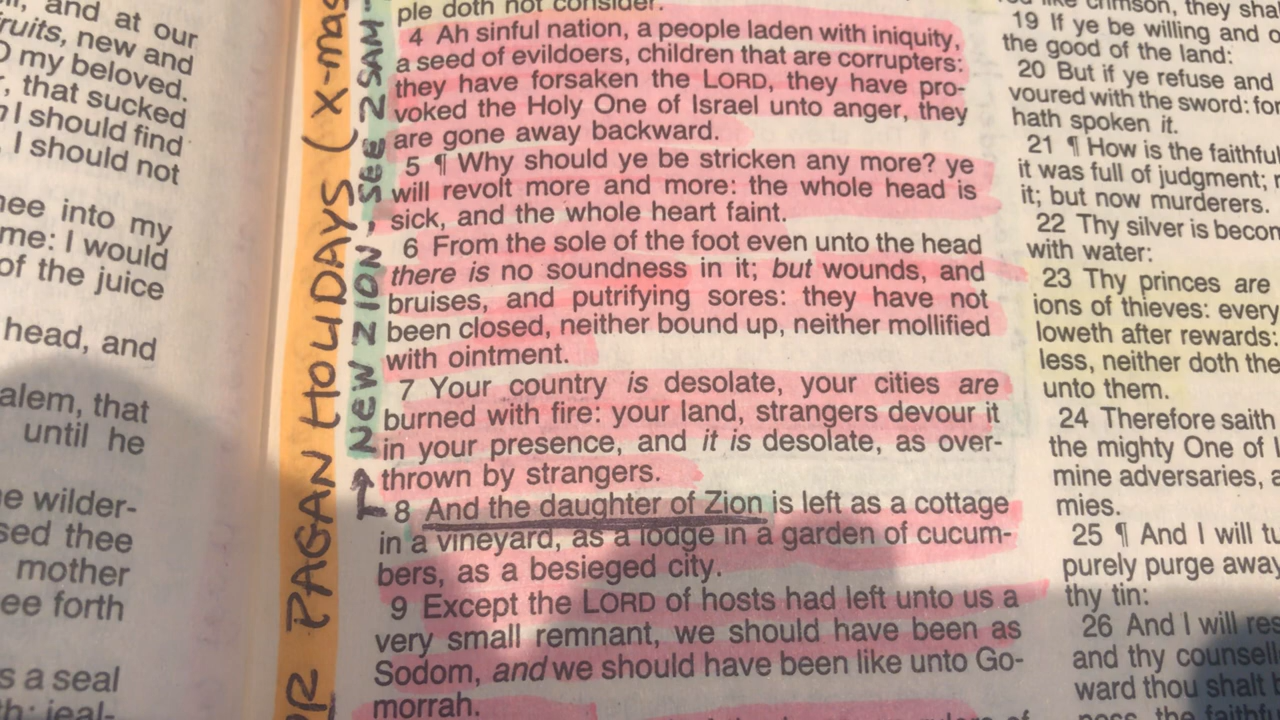 and at our
fruits, new and
my beloved.
that sucked
I should find
I should not
into my
me: I would
of the juice
head, and
that
until he
thee
mother
forth
as a seal
PAGAN HOLIDAYS (X-mas
NEW ZION - SEE 2 SAM
ple doth not consider.
4 Ah sinful nation, a people laden with iniquity,
a seed of evildoers, children that are corrupters:
they have forsaken the LORD, they have pro-
voked the Holy One of Israel unto anger, they
are gone away backward.
5 ¶ Why should ye be stricken any more? ye
will revolt more and more: the whole head is
sick, and the whole heart faint.
6 From the sole of the foot even unto the head
there is no soundness in it; but wounds, and
bruises, and putrifying sores: they have not
been closed, neither bound up, neither mollified
with ointment.
7 Your country is desolate, your cities are
burned with fire: your land, strangers devour it
in your presence, and it is desolate, as over-
thrown by strangers.
8 And the daughter of Zion is left as a cottage
in a vineyard, as a lodge in a garden of cucum-
bers, as a besieged city.
9 Except the LORD of hosts had left unto us a
very small remnant, we should have been as
Sodom, and we should have been like unto Go-
morrah.
like crimson, they
19 If ye be willing and
the good of the land:
20 But if ye refuse and
voured with the sword: for
hath spoken it.
21 ¶ How is the faithful
it was full of judgment;
it; but now murderers.
22 Thy silver is
with water:
23 Thy princes are
ions of thieves: every
loweth after rewards:
less, neither doth the
unto them.
24 Therefore saith
the mighty One of
mine adversaries,
mies.
25 ¶ And I will
purely purge away
thy tin:
26 And I will
and thy
ward thou shalt
the faithful